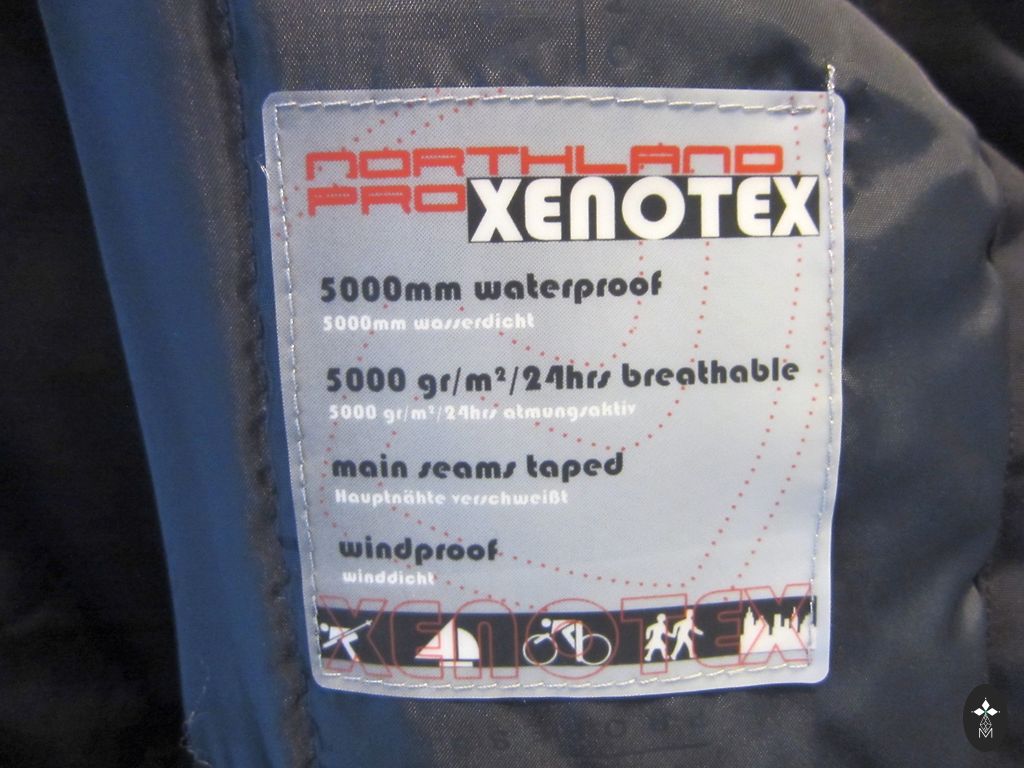 NORTHLAND
PRO XENOTEX
5000mm waterproof
5000mm wasserdicht
5000 gr/m²/24hrs breathable
5000 gr/m²/24hrs atmungsaktiv
main seams taped
Hauptnähte verschweißt
windproof
winddicht
XENOTEX